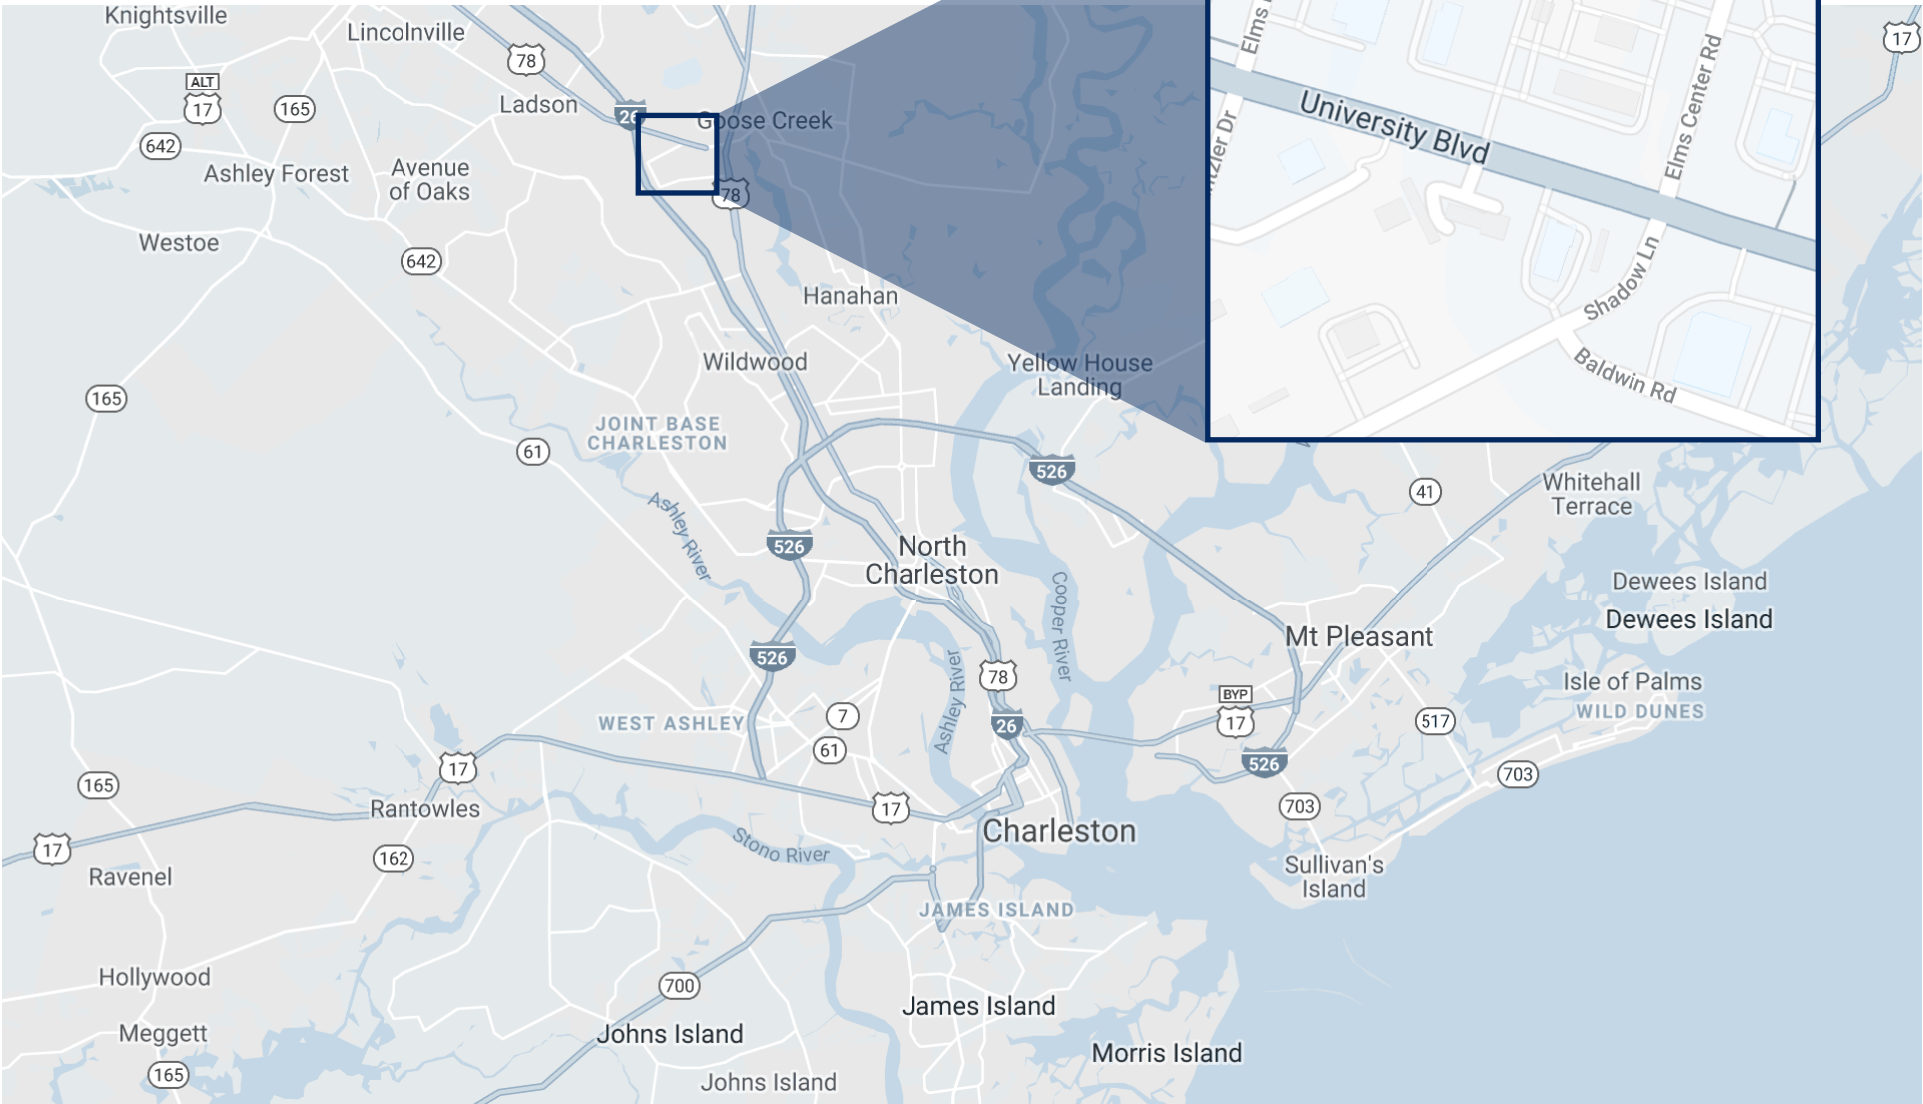 Knightsville
Lincolnville
78
17
ALT
17
165
Ladson
26
Goose Creek
642
Ashley Forest
Avenue
of Oaks
78
Westoe
642
Hanahan
Elms
University Blvd
Elms Center Rd
Shadow Ln
Baldwin Rd
Wildwood
Yellow House
Landing
165
JOINT BASE
CHARLESTON
61
526
41
Whitehall
Terrace
Ashley River
526
North
Charleston
Cooper River
Dewees Island
Dewees Island
526
Mt Pleasant
Ashley River
78
BYP
17
Isle of Palms
WILD DUNES
WEST ASHLEY
7
61
26
517
526
703
17
165
Rantowles
17
703
17
Charleston
Stono River
162
Ravenel
Sullivan's
Island
JAMES ISLAND
Hollywood
700
James Island
Meggett
Johns Island
Morris Island
165
Johns Island